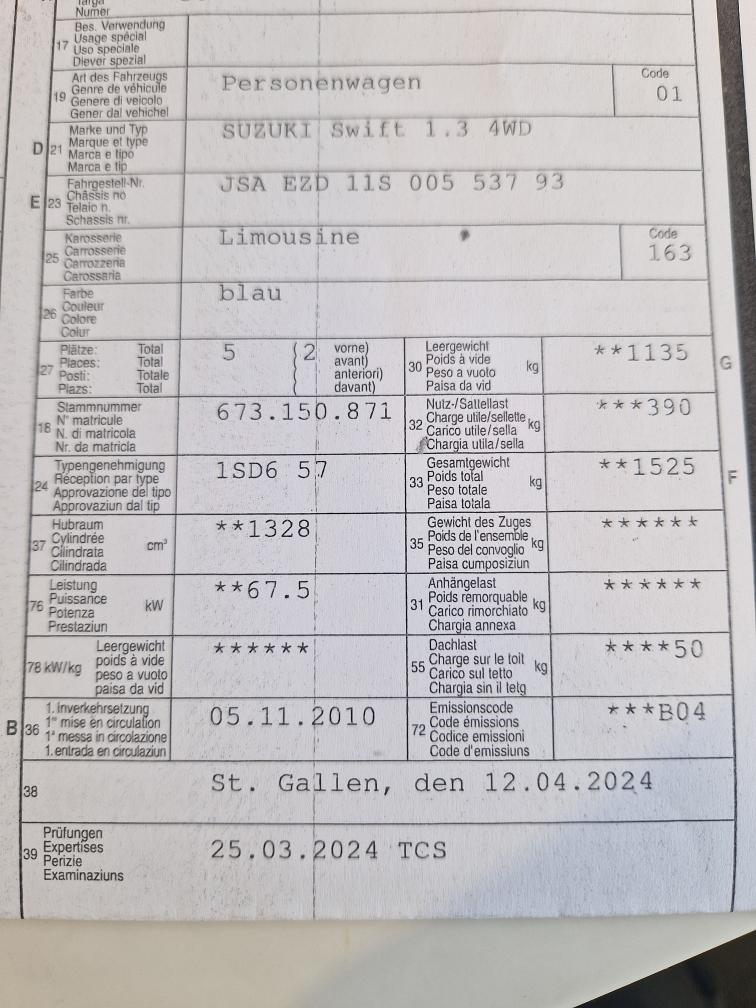 Numer
17
Bes. Verwendung
Usage spécial
Uso speciale
Diever spezial
19
Art des Fahrzeugs
Genre de véhicule
Genere di veicolo
Gener dal vehichel
Personenwagen
Code
01
D
21
Marke und Typ
Marque et type
Marca e tipo
Marca e tip
SUZUKI Swift 1.3 4WD
E
23
Fahrgestell-Nr.
Châssis no
Telaio n.
Schassis nr.
JSA EZD 11S 005 537 93
25
Karosserie
Carrosserie
Carrozzeria
Carossaria
Limousine
Code
163
26
Farbe
Couleur
Colore
Colur
blau
27
Plätze: Total
Places: Total
Posti: Totale
Plazs: Total
5 (2
vorne)
avant)
anteriori)
davant)
30
Leergewicht
Poids à vide
Peso a vuoto
Paisa da vid
kg
**1135
G
18
Stammnummer
N° matricule
N. di matricola
Nr. da matricla
673.150.871
32
Nutz-/Sattellast
Charge utile/sellette
Carico utile/sella
Chargia utila/sella
kg
***390
24
Typengenehmigung
Réception par type
Approvazione del tipo
Approvaziun dal tip
1SD6 57
33
Gesamtgewicht
Poids total
Peso totale
Paisa totala
kg
**1525
F
37
Hubraum
Cylindrée
Cilindrata
Cilindrada
cm³
**1328
35
Gewicht des Zuges
Poids de l'ensemble
Peso del convoglio
Paisa cumposiziun
kg
******
76
Leistung
Puissance
Potenza
Prestaziun
kW
**67.5
31
Anhängelast
Poids remorquable
Carico rimorchiato
Chargia annexa
kg
******
78 kW/kg
Leergewicht
poids à vide
peso a vuoto
paisa da vid
******
55
Dachlast
Charge sur le toit
Carico sul tetto
Chargia sin il tetg
kg
****50
B
36
1. Inverkehrsetzung
1re mise en circulation
1a messa in circolazione
1. entrada en circulaziun
05.11.2010
72
Emissionscode
Code émissions
Codice emissioni
Code d'emissiuns
***B04
38
St. Gallen, den 12.04.2024
39
Prüfungen
Expertises
Perizie
Examinaziuns
25.03.2024 TCS